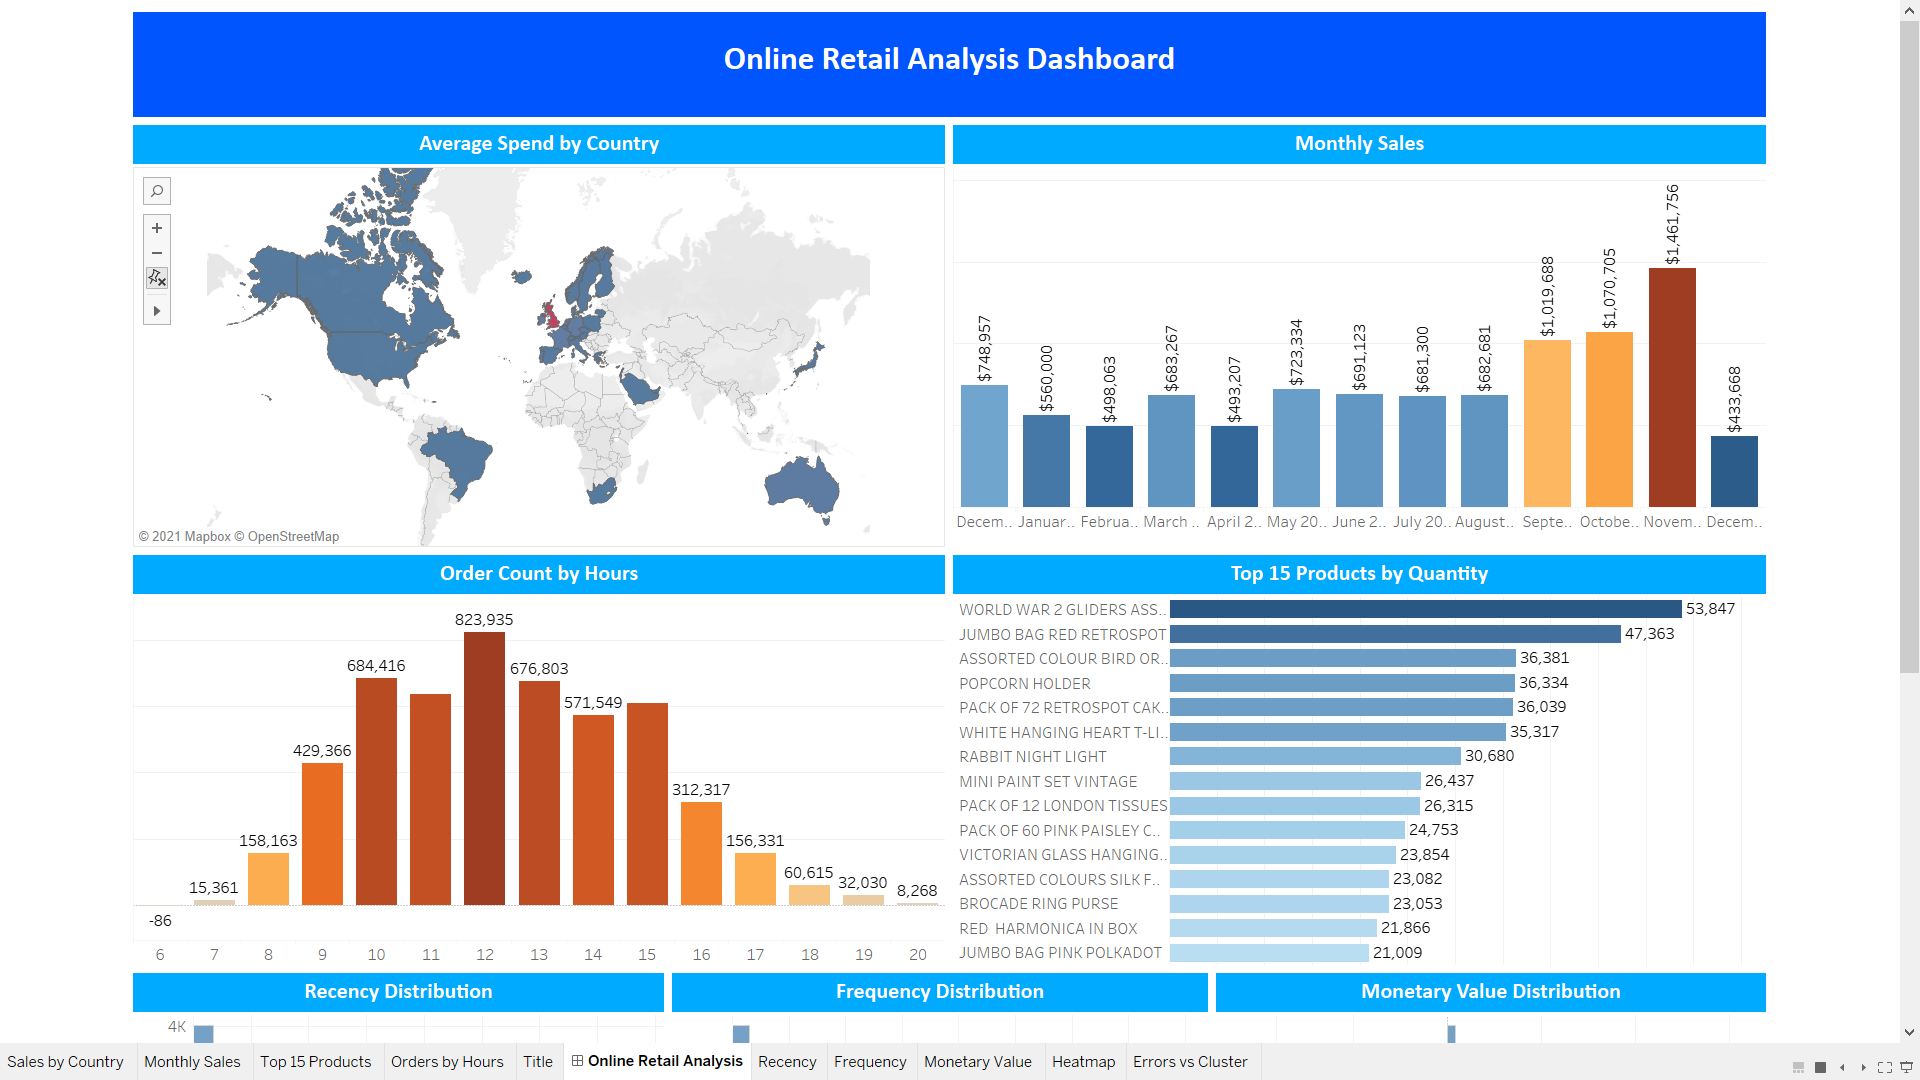 Online Retail Analysis Dashboard
Average Spend by Country
© 2021 Mapbox © OpenStreetMap
Monthly Sales
$748,957
$560,000
$498,063
$683,267
$493,207
$723,334
$691,123
$681,300
$682,681
$1,019,688
$1,070,705
$1,461,756
$433,668
Decem.. Januar.. Februa.. March .. April 2.. May 20.. June 2.. July 20.. August.. Septe.. Octobe.. Novem.. Decem..
Order Count by Hours
-86
15,361
158,163
429,366
684,416
823,935
676,803
571,549
312,317
156,331
60,615
32,030
8,268
6 7 8 9 10 11 12 13 14 15 16 17 18 19 20
Top 15 Products by Quantity
WORLD WAR 2 GLIDERS ASS.. 53,847
JUMBO BAG RED RETROSPOT 47,363
ASSORTED COLOUR BIRD OR.. 36,381
POPCORN HOLDER 36,334
PACK OF 72 RETROSPOT CAK.. 36,039
WHITE HANGING HEART T-LI.. 35,317
RABBIT NIGHT LIGHT 30,680
MINI PAINT SET VINTAGE 26,437
PACK OF 12 LONDON TISSUES 26,315
PACK OF 60 PINK PAISLEY C.. 24,753
VICTORIAN GLASS HANGING.. 23,854
ASSORTED COLOURS SILK F.. 23,082
BROCADE RING PURSE 23,053
RED  HARMONICA IN BOX 21,866
JUMBO BAG PINK POLKADOT 21,009
Recency Distribution
4K
Frequency Distribution
Monetary Value Distribution
Sales by Country Monthly Sales Top 15 Products Orders by Hours Title Online Retail Analysis Recency Frequency Monetary Value Heatmap Errors vs Cluster